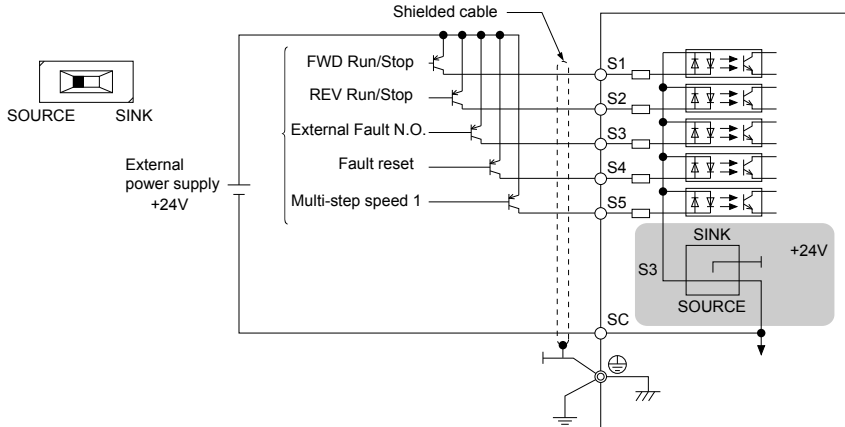 Shielded cable
SOURCE SINK
FWD Run/Stop
REV Run/Stop
External Fault N.O.
Fault reset
Multi-step speed 1
External
power supply
+24V
S1
S2
S3
S4
S5
SINK
+24V
S3
SOURCE
SC